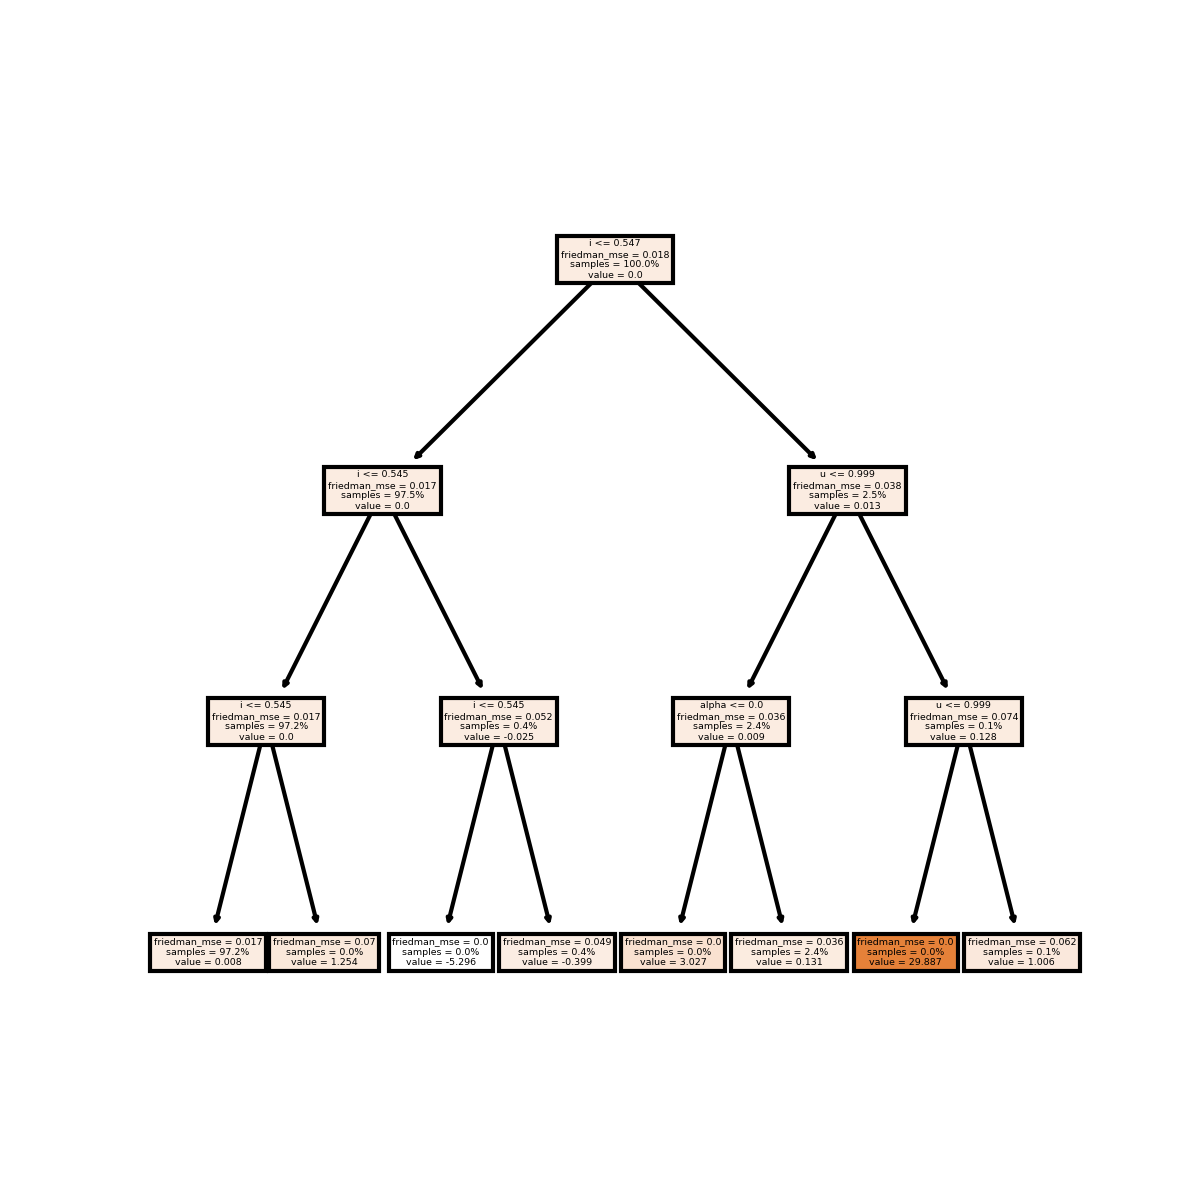 i <= 0.547
friedman_mse = 0.018
samples = 100.0%
value = 0.0
i <= 0.545
friedman_mse = 0.017
samples = 97.5%
value = 0.0
u <= 0.999
friedman_mse = 0.038
samples = 2.5%
value = 0.013
i <= 0.545
friedman_mse = 0.017
samples = 97.2%
value = 0.0
i <= 0.545
friedman_mse = 0.052
samples = 0.4%
value = -0.025
alpha <= 0.0
friedman_mse = 0.036
samples = 2.4%
value = 0.009
u <= 0.999
friedman_mse = 0.074
samples = 0.1%
value = 0.128
friedman_mse = 0.017
samples = 97.2%
value = 0.008
friedman_mse = 0.07
samples = 0.0%
value = 1.254
friedman_mse = 0.0
samples = 0.0%
value = -5.296
friedman_mse = 0.049
samples = 0.4%
value = -0.399
friedman_mse = 0.0
samples = 0.0%
value = 3.027
friedman_mse = 0.036
samples = 2.4%
value = 0.131
friedman_mse = 0.0
samples = 0.0%
value = 29.887
friedman_mse = 0.062
samples = 0.1%
value = 1.006